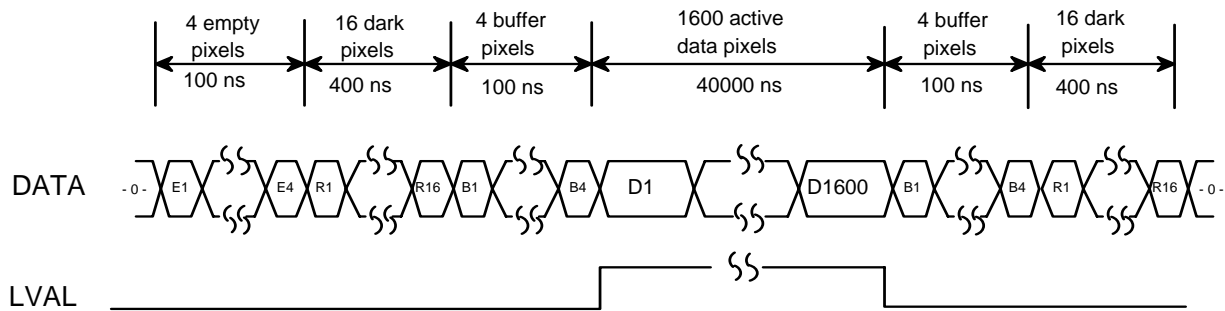 4 empty pixels
16 dark pixels
4 buffer pixels
1600 active data pixels
4 buffer pixels
16 dark pixels
100 ns
400 ns
100 ns
40000 ns
100 ns
400 ns
DATA - 0 - E1 E4 R1 R16 B1 B4 D1 D1600 B1 B4 R1 R16 - 0 -
LVAL